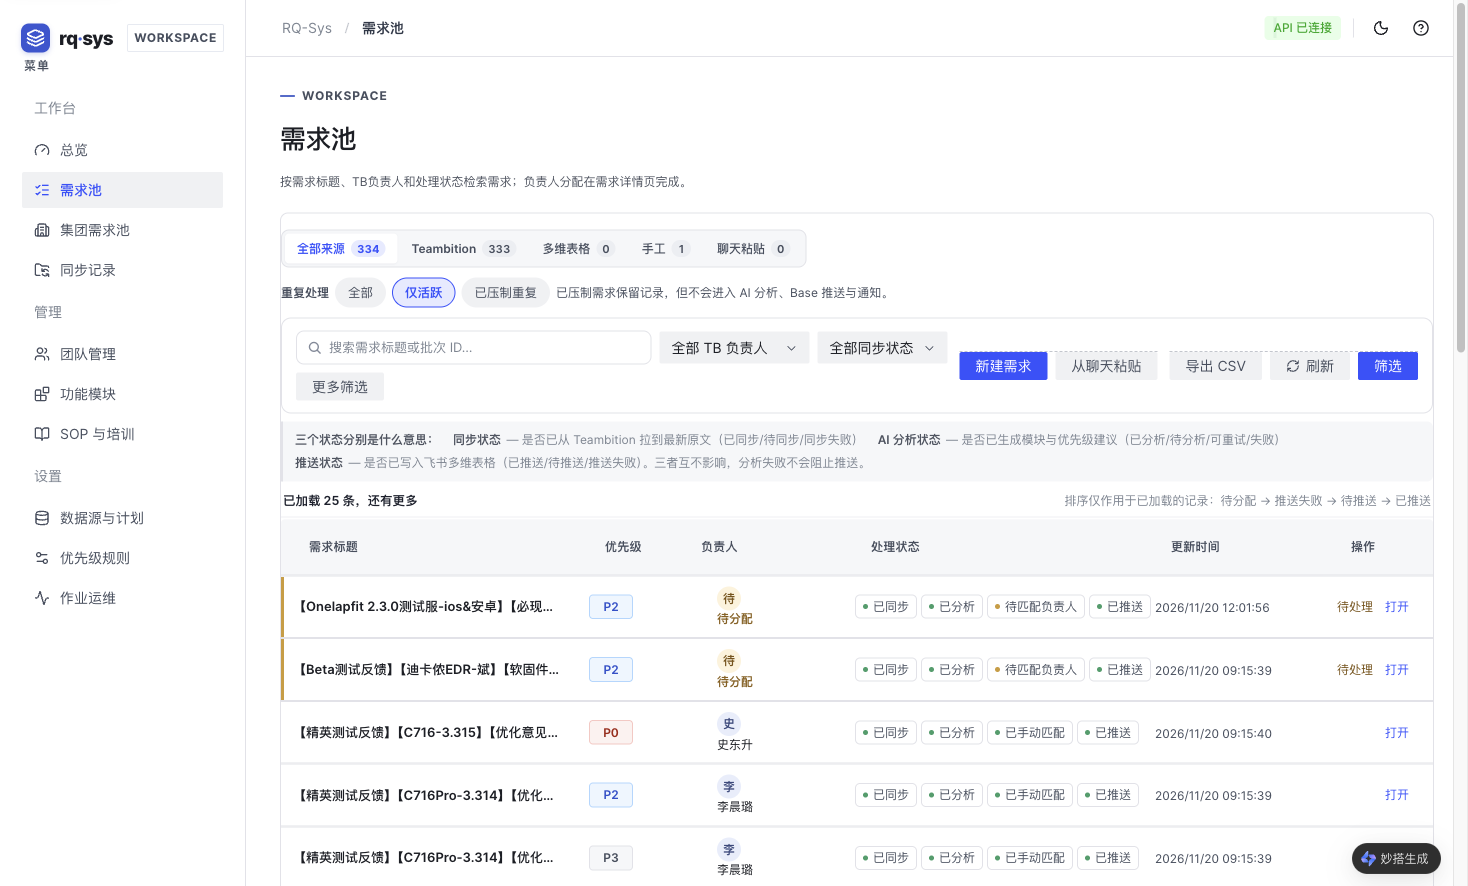 rq·sys WORKSPACE
菜单
工作台
总览
需求池
集团需求池
同步记录
管理
团队管理
功能模块
SOP 与培训
设置
数据源与计划
优先级规则
作业运维
RQ-Sys / 需求池
API 已连接
— WORKSPACE
需求池
按需求标题、TB负责人和处理状态检索需求；负责人分配在需求详情页完成。
全部来源 334 Teambition 333 多维表格 0 手工 1 聊天粘贴 0
重复处理 全部 仅活跃 已压制重复 已压制需求保留记录，但不会进入 AI 分析、Base 推送与通知。
搜索需求标题或批次 ID... 全部 TB 负责人 全部同步状态 新建需求 从聊天粘贴 导出 CSV 刷新 筛选
更多筛选
三个状态分别是什么意思： 同步状态 — 是否已从 Teambition 拉到最新原文（已同步/待同步/同步失败） AI 分析状态 — 是否已生成模块与优先级建议（已分析/待分析/可重试/失败）
推送状态 — 是否已写入飞书多维表格（已推送/待推送/推送失败）。三者互不影响，分析失败不会阻止推送。
已加载 25 条，还有更多 排序仅作用于已加载的记录：待分配 → 推送失败 → 待推送 → 已推送
需求标题 优先级 负责人 处理状态 更新时间 操作
【Onelapfit 2.3.0测试服-ios&安卓】【必现... P2 待 待分配 已同步 已分析 待匹配负责人 已推送 2026/11/20 12:01:56 待处理 打开
【Beta测试反馈】【迪卡侬EDR-斌】【软固件... P2 待 待分配 已同步 已分析 待匹配负责人 已推送 2026/11/20 09:15:39 待处理 打开
【精英测试反馈】【C716-3.315】【优化意见... P0 史 史东升 已同步 已分析 已手动匹配 已推送 2026/11/20 09:15:40 打开
【精英测试反馈】【C716Pro-3.314】【优化... P2 李 李晨璐 已同步 已分析 已手动匹配 已推送 2026/11/20 09:15:39 打开
【精英测试反馈】【C716Pro-3.314】【优化... P3 李 李晨璐 已同步 已分析 已手动匹配 已推送 2026/11/20 09:15:39
妙搭生成